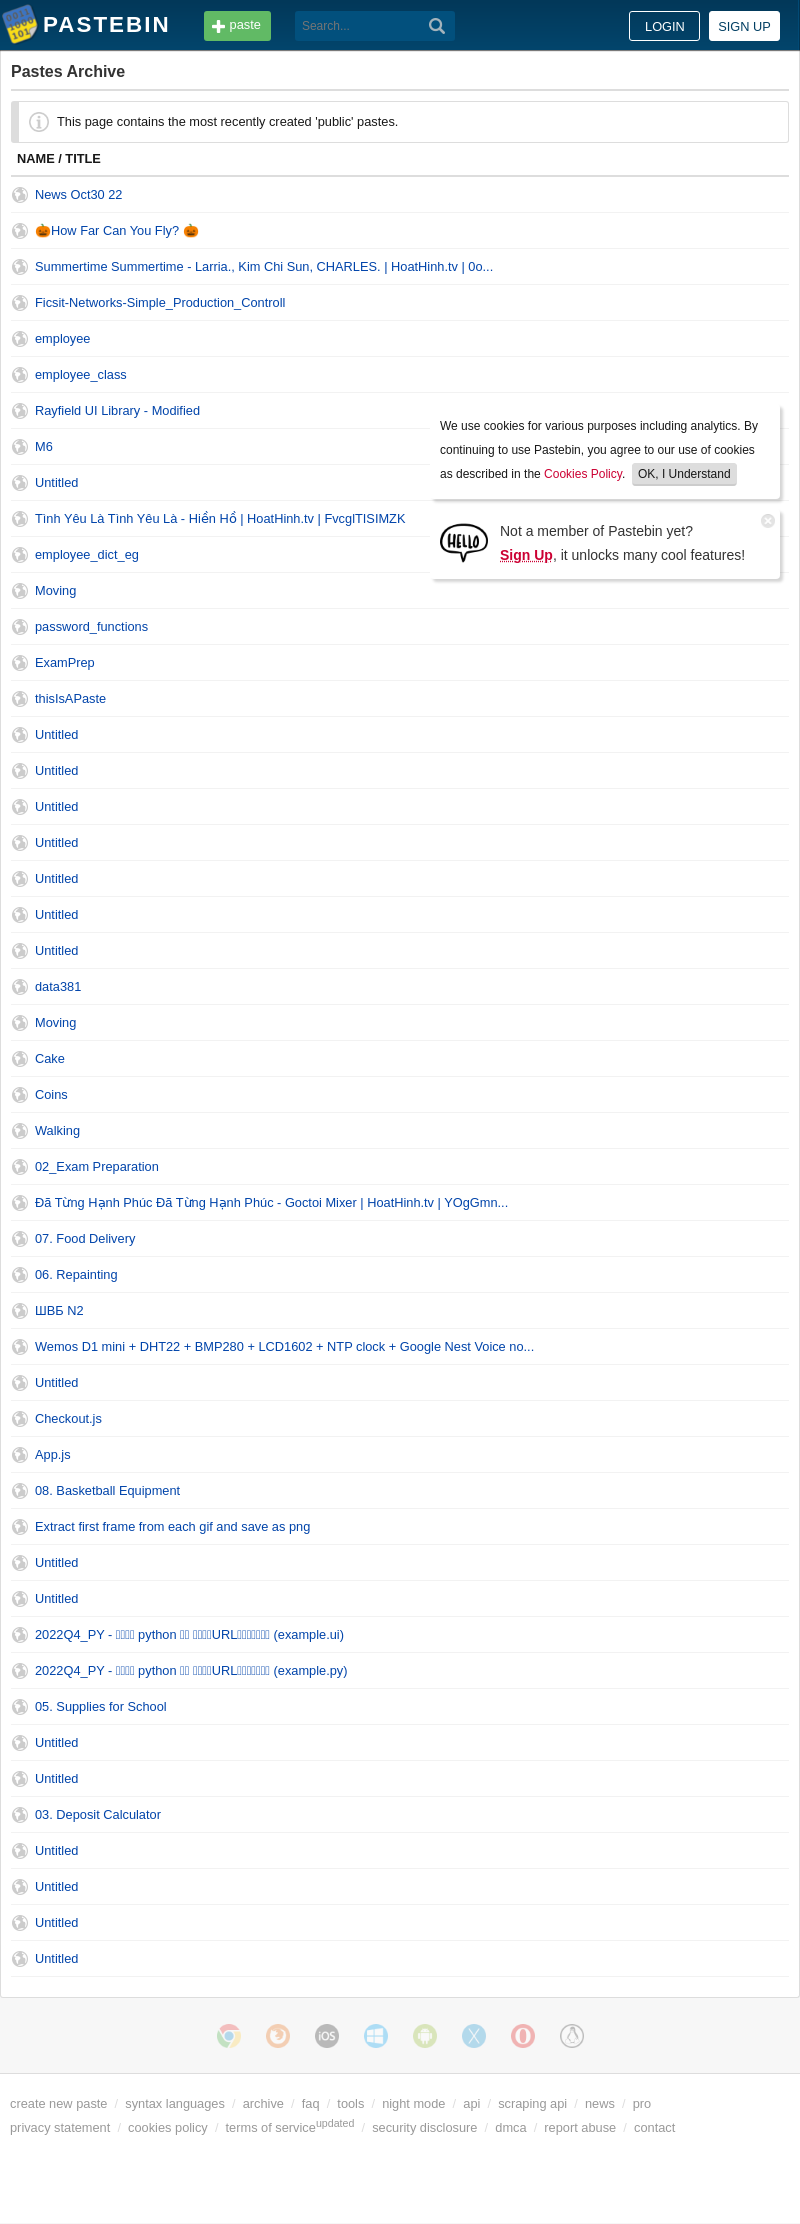 PASTEBIN
paste
Search...
LOGIN
SIGN UP
Pastes Archive
This page contains the most recently created 'public' pastes.
NAME / TITLE
News Oct30 22
🎃How Far Can You Fly? 🎃
Summertime Summertime - Larria., Kim Chi Sun, CHARLES. | HoatHinh.tv | 0o...
Ficsit-Networks-Simple_Production_Controll
employee
employee_class
Rayfield UI Library - Modified
M6
Untitled
Tình Yêu Là Tình Yêu Là - Hiền Hồ | HoatHinh.tv | FvcglTISIMZK
employee_dict_eg
We use cookies for various purposes including analytics. By
continuing to use Pastebin, you agree to our use of cookies
as described in the Cookies Policy. OK, I Understand
HELLO
Not a member of Pastebin yet?
Sign Up, it unlocks many cool features!
Moving
password_functions
ExamPrep
thisIsAPaste
Untitled
Untitled
Untitled
Untitled
Untitled
Untitled
Untitled
data381
Moving
Cake
Coins
Walking
02_Exam Preparation
Đã Từng Hạnh Phúc Đã Từng Hạnh Phúc - Goctoi Mixer | HoatHinh.tv | YOgGmn...
07. Food Delivery
06. Repainting
ШВБ N2
Wemos D1 mini + DHT22 + BMP280 + LCD1602 + NTP clock + Google Nest Voice no...
Untitled
Checkout.js
App.js
08. Basketball Equipment
Extract first frame from each gif and save as png
Untitled
Untitled
2022Q4_PY - python URL (example.ui)
2022Q4_PY - python URL (example.py)
05. Supplies for School
Untitled
Untitled
03. Deposit Calculator
Untitled
Untitled
Untitled
Untitled
iOS
create new paste / syntax languages / archive / faq / tools / night mode / api / scraping api / news / pro
privacy statement / cookies policy / terms of serviceupdated / security disclosure / dmca / report abuse / contact